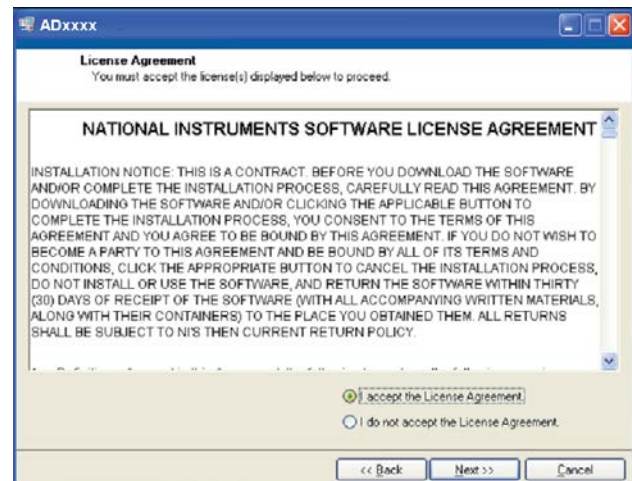 ADxxxx
License Agreement
You must accept the license(s) displayed below to proceed.
NATIONAL INSTRUMENTS SOFTWARE LICENSE AGREEMENT
INSTALLATION NOTICE: THIS IS A CONTRACT. BEFORE YOU DOWNLOAD THE SOFTWARE
AND/OR COMPLETE THE INSTALLATION PROCESS, CAREFULLY READ THIS AGREEMENT. BY
DOWNLOADING THE SOFTWARE AND/OR CLICKING THE APPLICABLE BUTTON TO
COMPLETE THE INSTALLATION PROCESS, YOU CONSENT TO THE TERMS OF THIS
AGREEMENT AND YOU AGREE TO BE BOUND BY THIS AGREEMENT. IF YOU DO NOT WISH TO
BECOME A PARTY TO THIS AGREEMENT AND BE BOUND BY ALL OF ITS TERMS AND
CONDITIONS, CLICK THE APPROPRIATE BUTTON TO CANCEL THE INSTALLATION PROCESS,
DO NOT INSTALL OR USE THE SOFTWARE, AND RETURN THE SOFTWARE WITHIN THIRTY
(30) DAYS OF RECEIPT OF THE SOFTWARE (WITH ALL ACCOMPANYING WRITTEN MATERIALS,
ALONG WITH THEIR CONTAINERS) TO THE PLACE YOU OBTAINED THEM. ALL RETURNS
SHALL BE SUBJECT TO NI'S THEN CURRENT RETURN POLICY.
I accept the License Agreement.
I do not accept the License Agreement.
<< Back Next >> Cancel